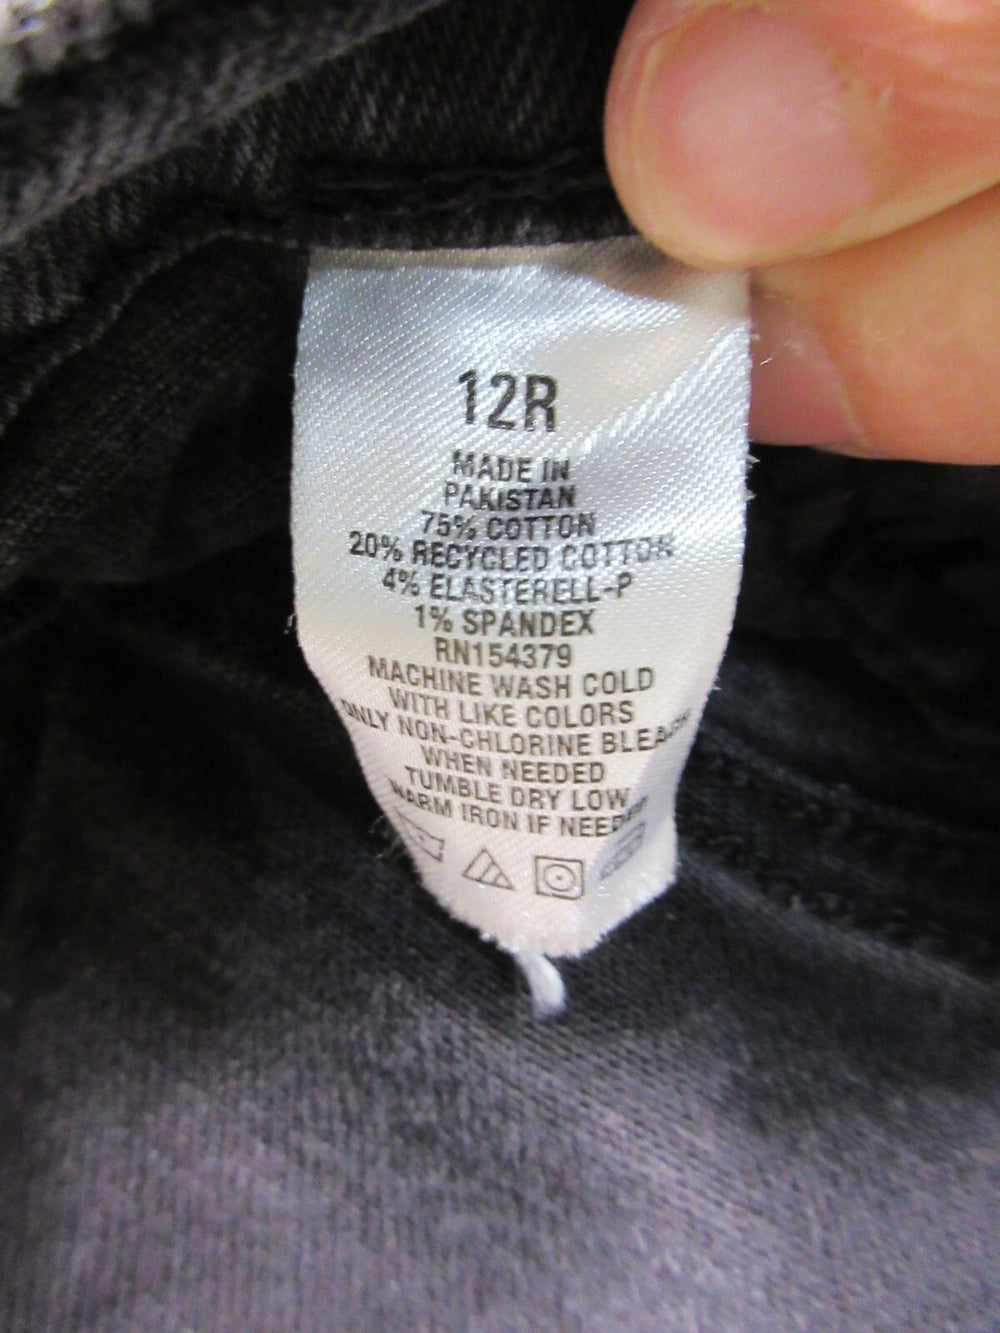 12R
MADE IN
PAKISTAN
75% COTTON
20% RECYCLED COTTON
4% ELASTERELL-P
1% SPANDEX
RN154379
MACHINE WASH COLD
WITH LIKE COLORS
ONLY NON-CHLORINE BLEACH
WHEN NEEDED
TUMBLE DRY LOW
WARM IRON IF NEEDED